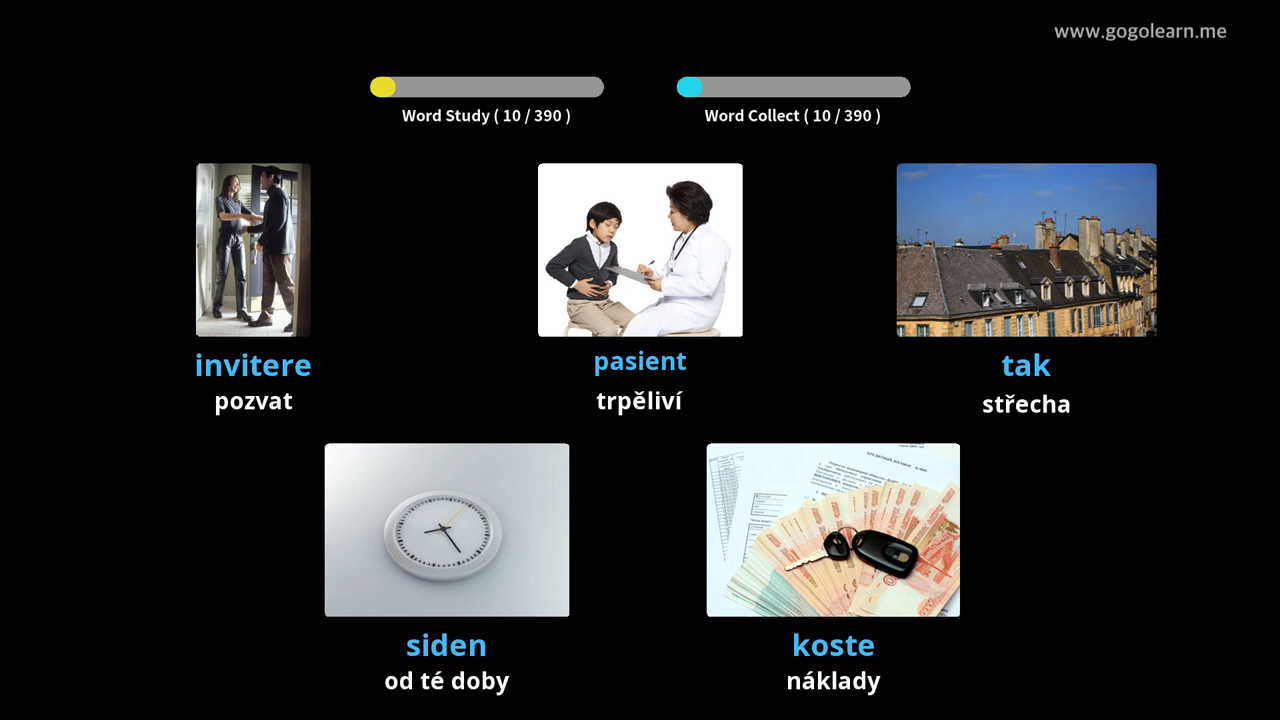 www.gogolearn.me
Word Study ( 10 / 390 )
Word Collect ( 10 / 390 )
invitere
pozvat
pasient
trpěliví
tak
střecha
siden
od té doby
koste
náklady